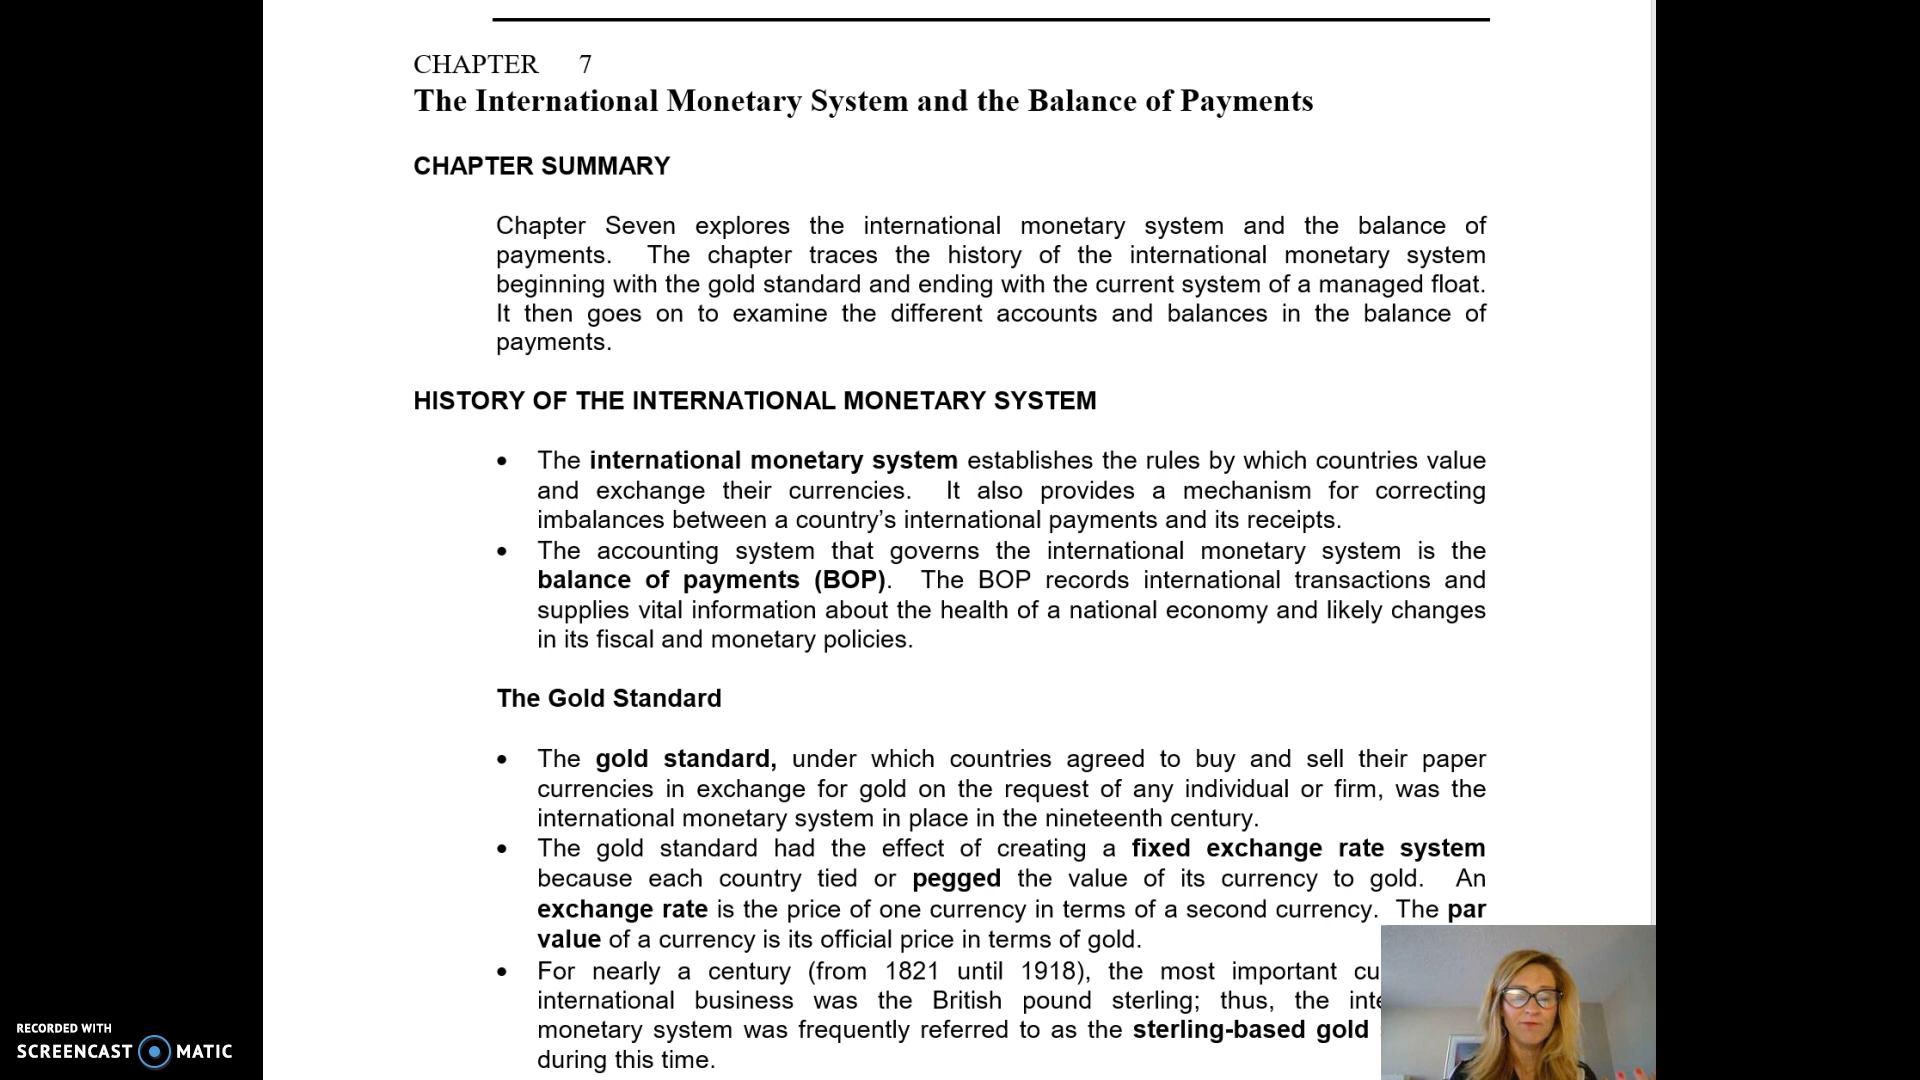 CHAPTER 7
The International Monetary System and the Balance of Payments
CHAPTER SUMMARY
Chapter Seven explores the international monetary system and the balance of
payments. The chapter traces the history of the international monetary system
beginning with the gold standard and ending with the current system of a managed float.
It then goes on to examine the different accounts and balances in the balance of
payments.
HISTORY OF THE INTERNATIONAL MONETARY SYSTEM
• The international monetary system establishes the rules by which countries value
and exchange their currencies. It also provides a mechanism for correcting
imbalances between a country’s international payments and its receipts.
• The accounting system that governs the international monetary system is the
balance of payments (BOP). The BOP records international transactions and
supplies vital information about the health of a national economy and likely changes
in its fiscal and monetary policies.
The Gold Standard
• The gold standard, under which countries agreed to buy and sell their paper
currencies in exchange for gold on the request of any individual or firm, was the
international monetary system in place in the nineteenth century.
• The gold standard had the effect of creating a fixed exchange rate system
because each country tied or pegged the value of its currency to gold. An
exchange rate is the price of one currency in terms of a second currency. The par
value of a currency is its official price in terms of gold.
• For nearly a century (from 1821 until 1918), the most important
international business was the British pound sterling; thus, the
monetary system was frequently referred to as the sterling-based gold
during this time.
RECORDED WITH
SCREENCAST MATIC